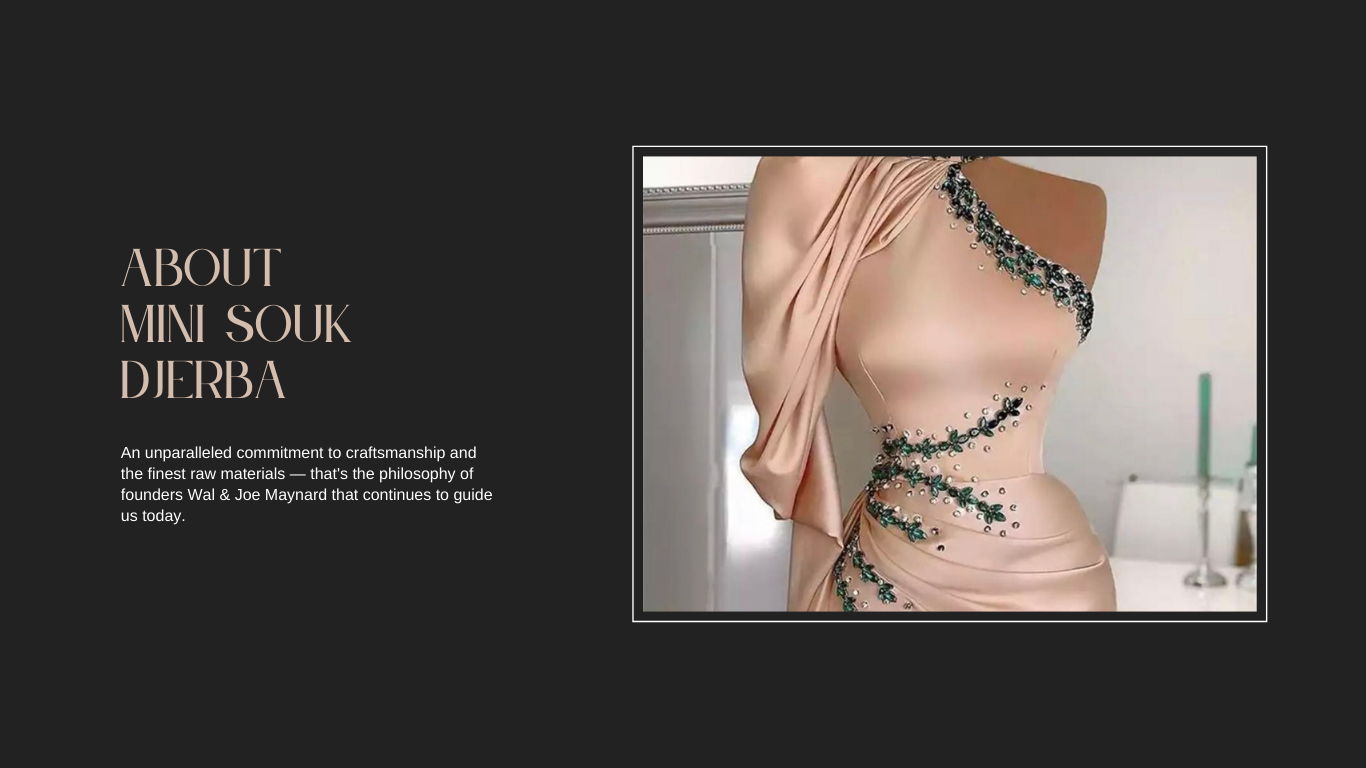 ABOUT
MINI SOUK
DJERBA
An unparalleled commitment to craftsmanship and
the finest raw materials — that's the philosophy of
founders Wal & Joe Maynard that continues to guide
us today.